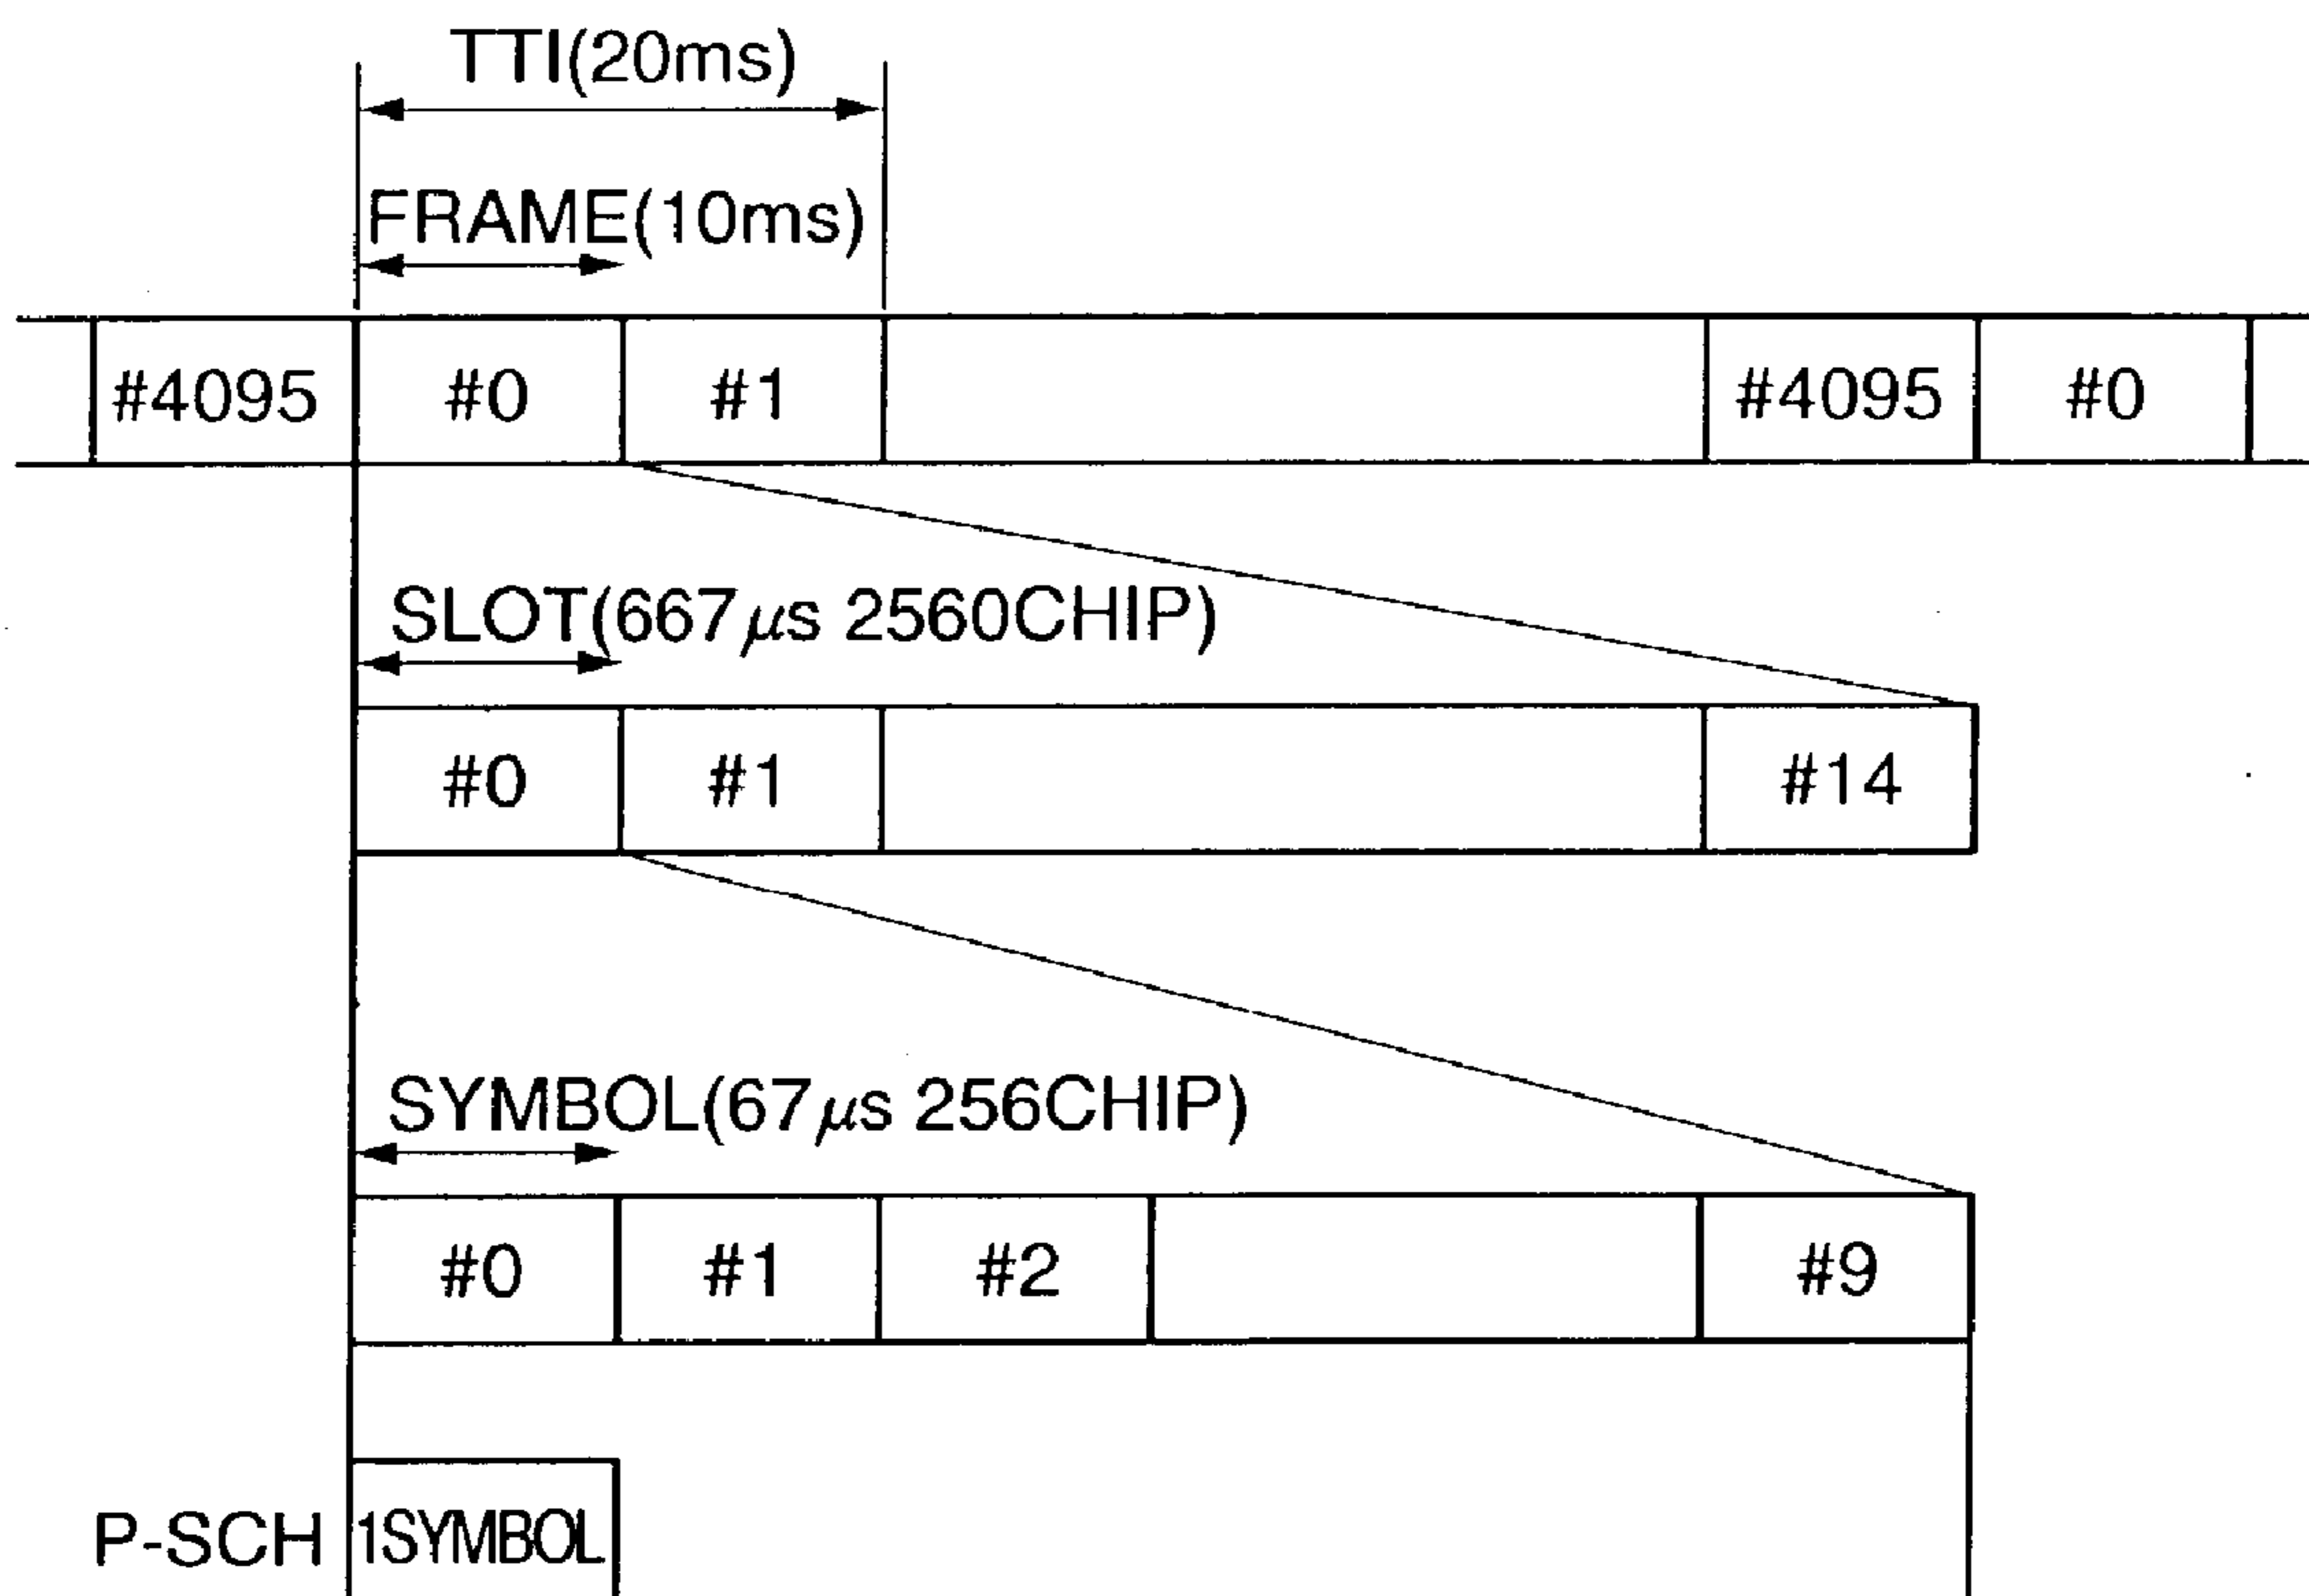 TTI(20ms)
FRAME(10ms)
#4095 #0 #1 #4095 #0
SLOT(667μs 2560CHIP)
#0 #1 #14
SYMBOL(67μs 256CHIP)
#0 #1 #2 #9
P-SCH 1SYMBOL